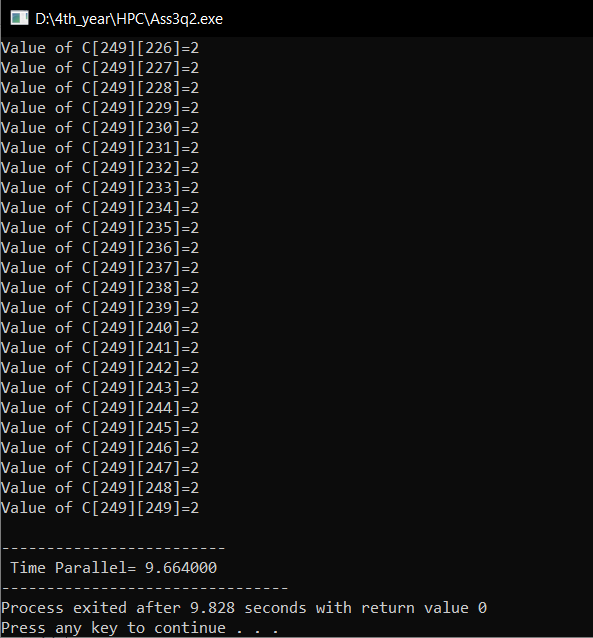 D:\4th_year\HPC\Ass3q2.exe
Value of C[249][226]=2
Value of C[249][227]=2
Value of C[249][228]=2
Value of C[249][229]=2
Value of C[249][230]=2
Value of C[249][231]=2
Value of C[249][232]=2
Value of C[249][233]=2
Value of C[249][234]=2
Value of C[249][235]=2
Value of C[249][236]=2
Value of C[249][237]=2
Value of C[249][238]=2
Value of C[249][239]=2
Value of C[249][240]=2
Value of C[249][241]=2
Value of C[249][242]=2
Value of C[249][243]=2
Value of C[249][244]=2
Value of C[249][245]=2
Value of C[249][246]=2
Value of C[249][247]=2
Value of C[249][248]=2
Value of C[249][249]=2
-------------------------
Time Parallel= 9.664000
--------------------------------
Process exited after 9.828 seconds with return value 0
Press any key to continue . . .